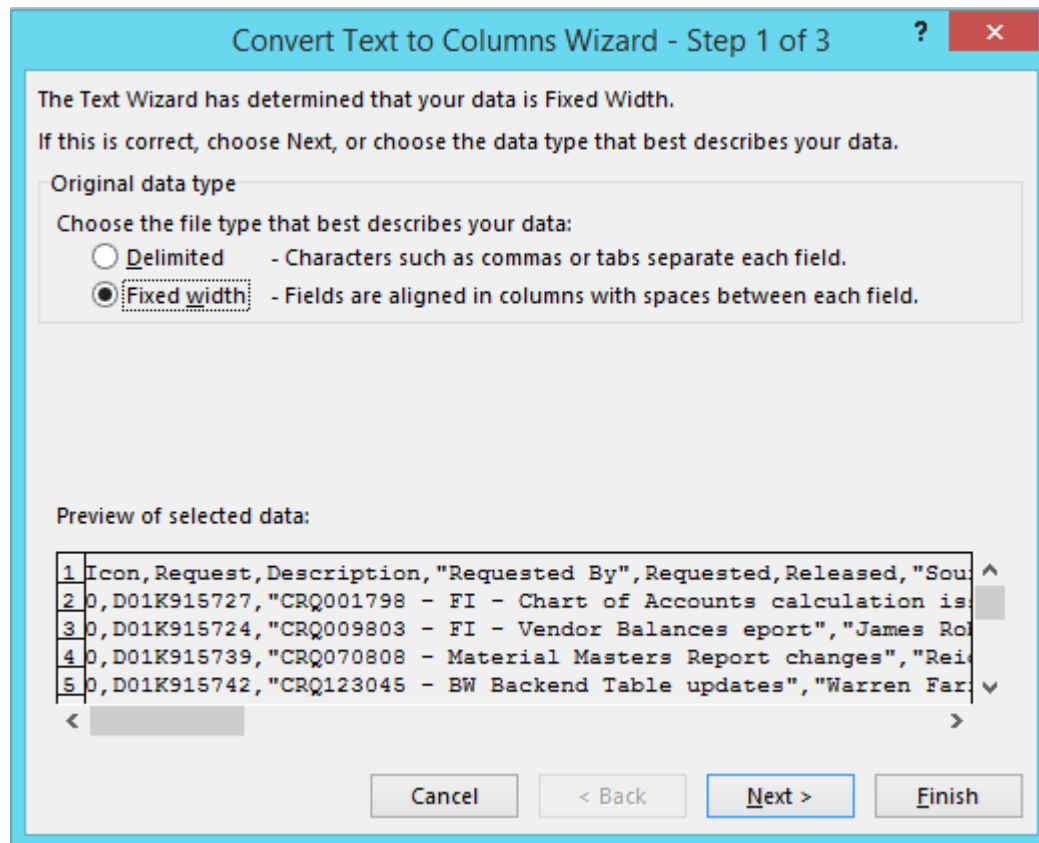 Convert Text to Columns Wizard - Step 1 of 3
?
The Text Wizard has determined that your data is Fixed Width.
If this is correct, choose Next, or choose the data type that best describes your data.
Original data type
Choose the file type that best describes your data:
Delimited - Characters such as commas or tabs separate each field.
Fixed width - Fields are aligned in columns with spaces between each field.
Preview of selected data:
1 Icon,Request,Description,"Requested By",Requested,Released,"Sour
2 0,D01K915727,"CRQ001798 - FI - Chart of Accounts calculation iss
3 0,D01K915724,"CRQ009803 - FI - Vendor Balances eport","James Rob
4 0,D01K915739,"CRQ070808 - Material Masters Report changes","Reid
5 0,D01K915742,"CRQ123045 - BW Backend Table updates","Warren Farr
Cancel
< Back
Next >
Finish